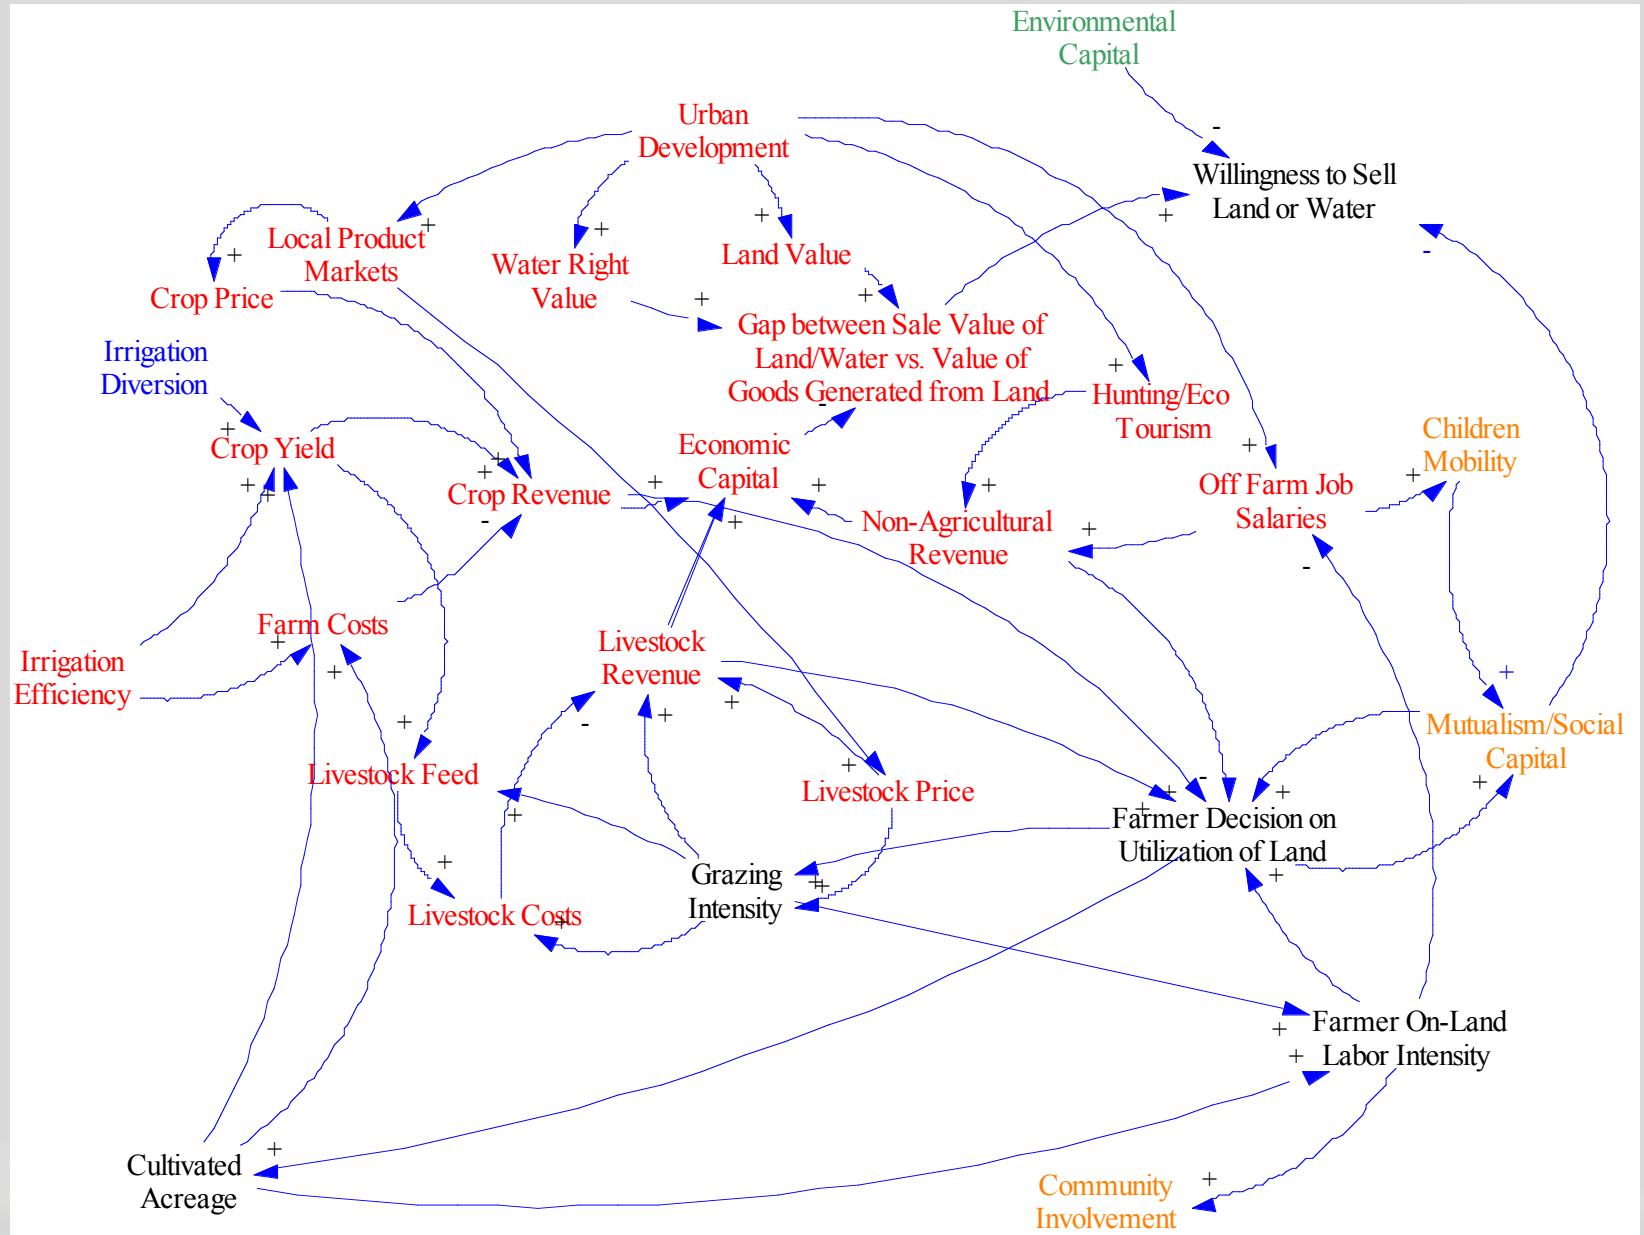 Environmental
Capital
Urban
Development
Willingness to Sell
Land or Water
Local Product
Markets
Water Right
Value
Land Value
Crop Price
Gap between Sale Value of
Land/Water vs. Value of
Goods Generated from Land
Irrigation
Diversion
Hunting/Eco
Tourism
Crop Yield
Economic
Capital
Children
Mobility
Crop Revenue
Off Farm Job
Salaries
Non-Agricultural
Revenue
Farm Costs
Livestock
Revenue
Irrigation
Efficiency
Mutualism/Social
Capital
Livestock Feed
Livestock Price
Farmer Decision on
Utilization of Land
Grazing
Intensity
Livestock Costs
Farmer On-Land
Labor Intensity
Cultivated
Acreage
Community
Involvement